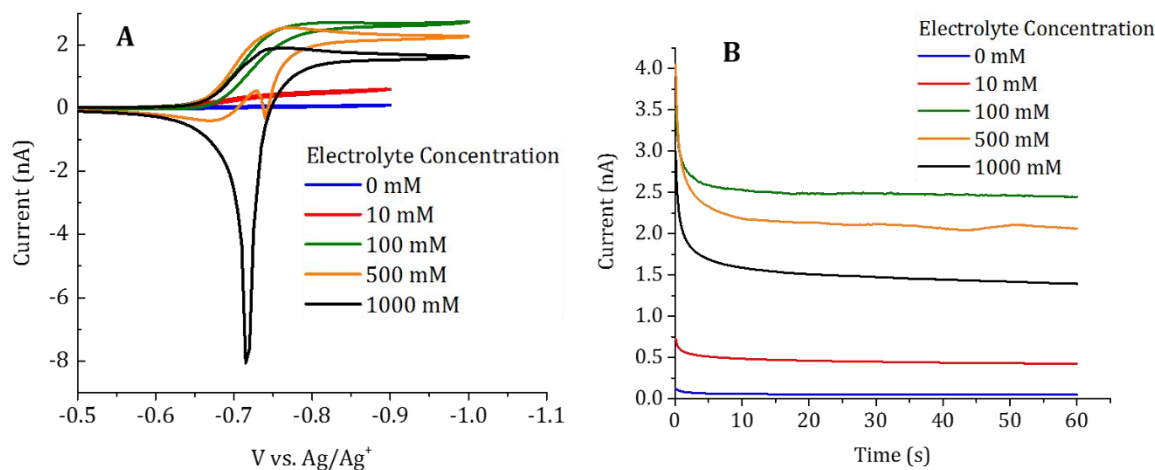 A
2
0
-2
-4
-6
-8
Current (nA)
Electrolyte Concentration
0 mM
10 mM
100 mM
500 mM
1000 mM
-0.5
-0.6
-0.7
-0.8
-0.9
-1.0
-1.1
V vs. Ag/Ag⁺
Electrolyte Concentration
0 mM
10 mM
100 mM
500 mM
1000 mM
B
4.0
3.5
3.0
2.5
2.0
1.5
1.0
0.5
0.0
Current (nA)
0
10
20
30
40
50
60
Time (s)